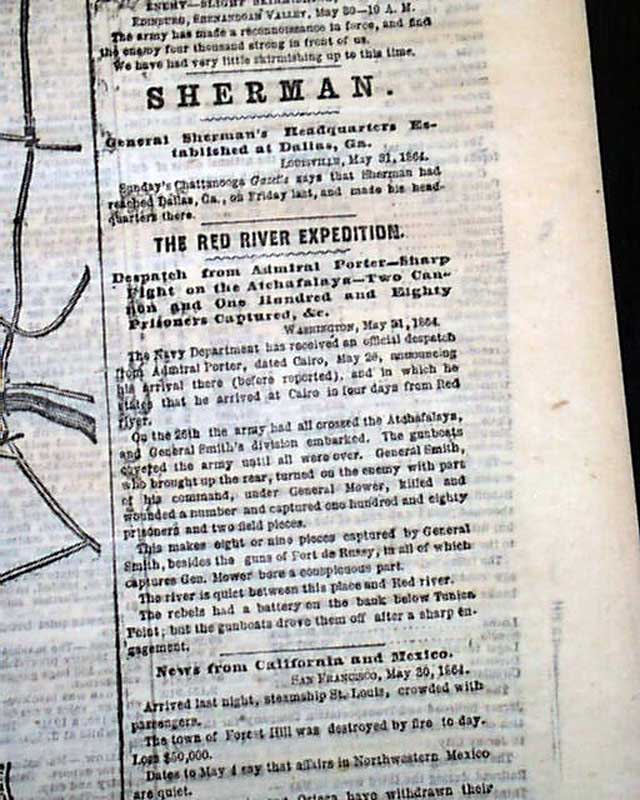 ENEMY—SLIGHT
EDINBURG, SHENANDOAH VALLEY, May 30—10 A. M.
The army has made a reconnoissance in force, and find
the enemy four thousand strong in front of us.
We have had very little skirmishing up to this time.
SHERMAN.
General Sherman's Headquarters Es-
tablished at Dallas, Ga.
LOUISVILLE, May 31, 1864.
Sunday's Chattanooga Gazette says that Sherman had
reached Dallas, Ga., on Friday last, and made his head-
quarters there.
THE RED RIVER EXPEDITION.
Despatch from Admiral Porter—Sharp
Fight on the Atchafalaya—Two Can-
non and One Hundred and Eighty
Prisoners Captured, &c.
WASHINGTON, May 31, 1864.
The Navy Department has received an official despatch
from Admiral Porter, dated Cairo, May 28, announcing
his arrival there (before reported), and in which he
states that he arrived at Cairo in four days from Red
river.
On the 26th the army had all crossed the Atchafalaya,
and General Smith's division embarked. The gunboats
covered the army until all were over. General Smith,
who brought up the rear, turned on the enemy with part
of his command, under General Mower, killed and
wounded a number and captured one hundred and eighty
prisoners and two field pieces.
This makes eight or nine pieces captured by General
Smith, besides the guns of Fort de Russy, in all of which
captures Gen. Mower bore a conspicuous part.
The river is quiet between this place and Red river.
The rebels had a battery on the bank below Tunica
Point; but the gunboats drove them off after a sharp en-
gagement.
News from California and Mexico.
SAN FRANCISCO, May 30, 1864.
Arrived last night, steamship St. Louis, crowded with
passengers.
The town of Forest Hill was destroyed by fire to day.
Loss $50,000.
Dates to May 4 say that affairs in Northwestern Mexico
are quiet.
Ortega have withdrawn their